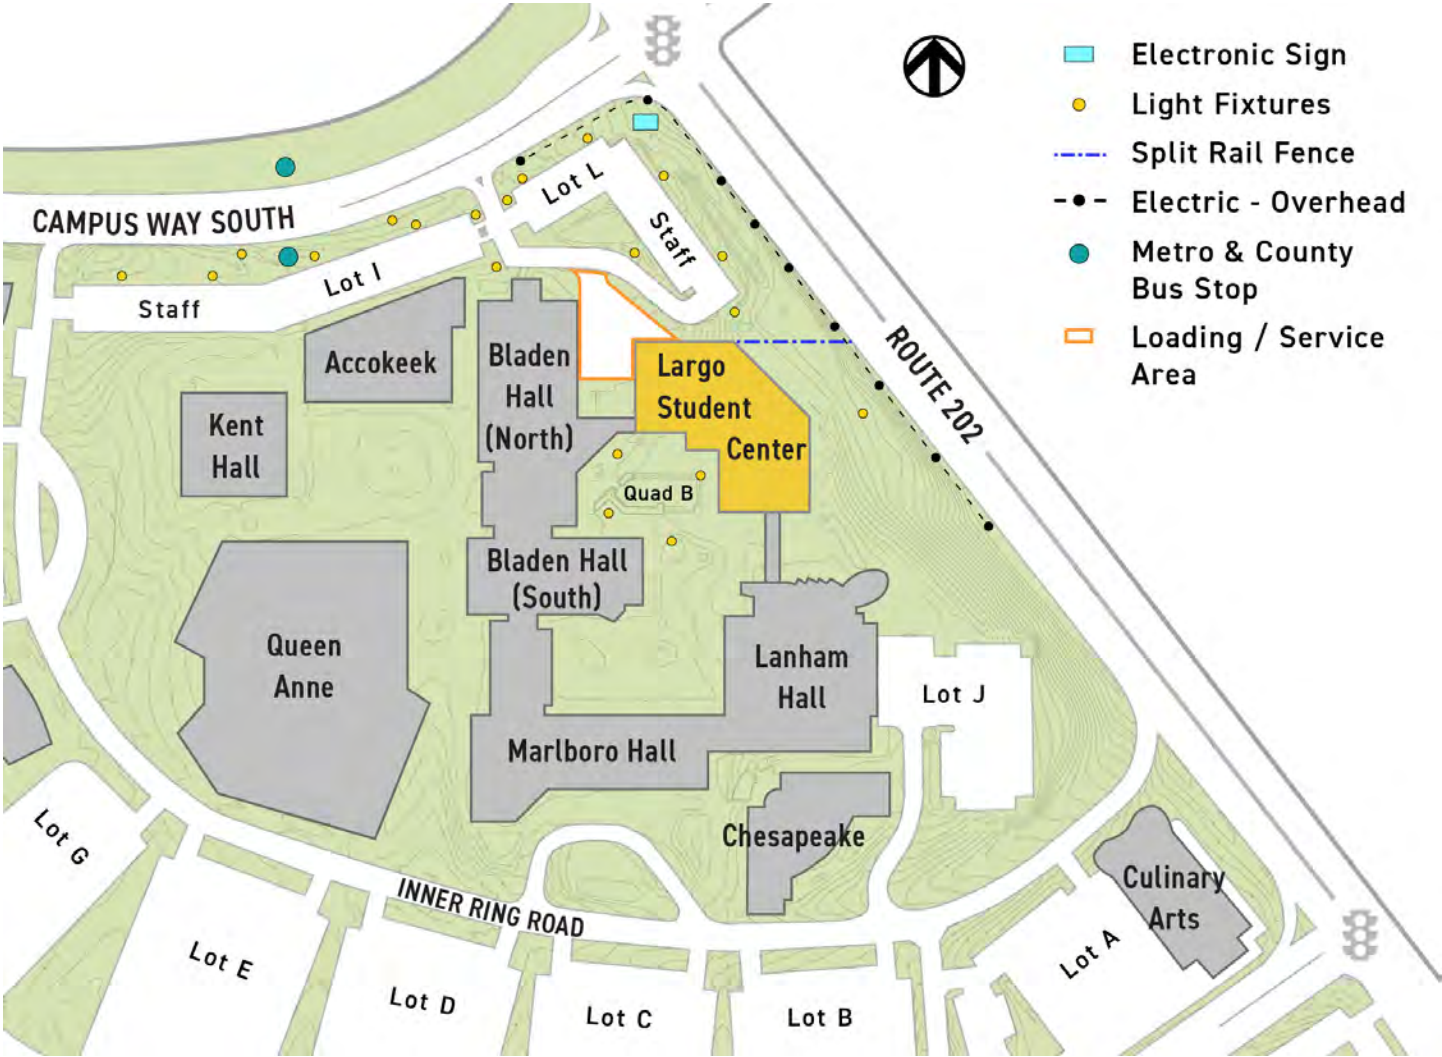 Electronic Sign
Light Fixtures
Split Rail Fence
Electric - Overhead
Metro & County
Bus Stop
Loading / Service
Area
CAMPUS WAY SOUTH
Lot L
Staff
Lot I
Staff
ROUTE 202
Accokeek
Bladen
Hall
(North)
Largo
Student
Center
Kent
Hall
Quad B
Bladen Hall
(South)
Queen
Anne
Lanham
Hall
Lot J
Marlboro Hall
Chesapeake
Lot G
Culinary
Arts
INNER RING ROAD
Lot E
Lot D
Lot C
Lot B
Lot A